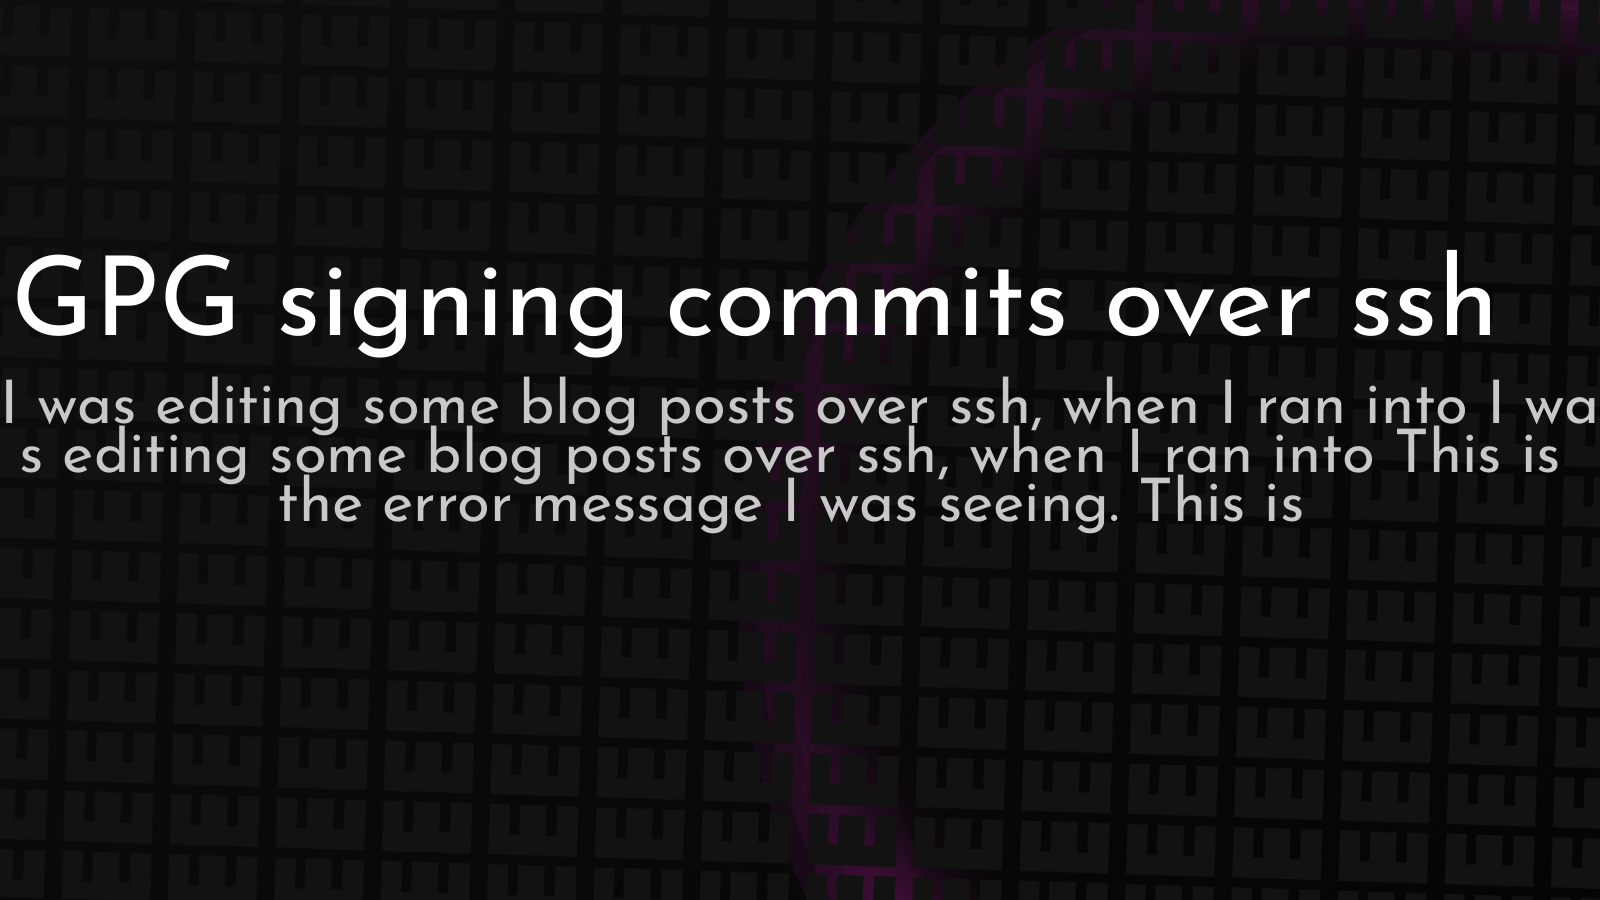 GPG signing commits over ssh
I was editing some blog posts over ssh, when I ran into I wa
s editing some blog posts over ssh, when I ran into This is
the error message I was seeing. This is